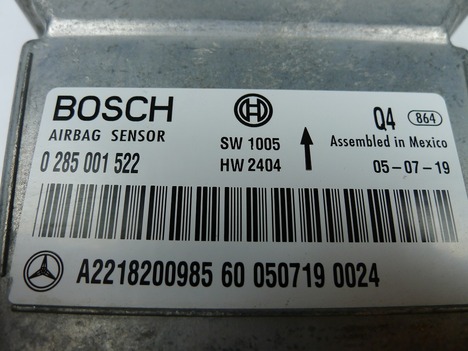 BOSCH
AIRBAG SENSOR
0 285 001 522
SW 1005
HW 2404
Q4 864
Assembled in Mexico
05-07-19
A2218200985 60 050719 0024